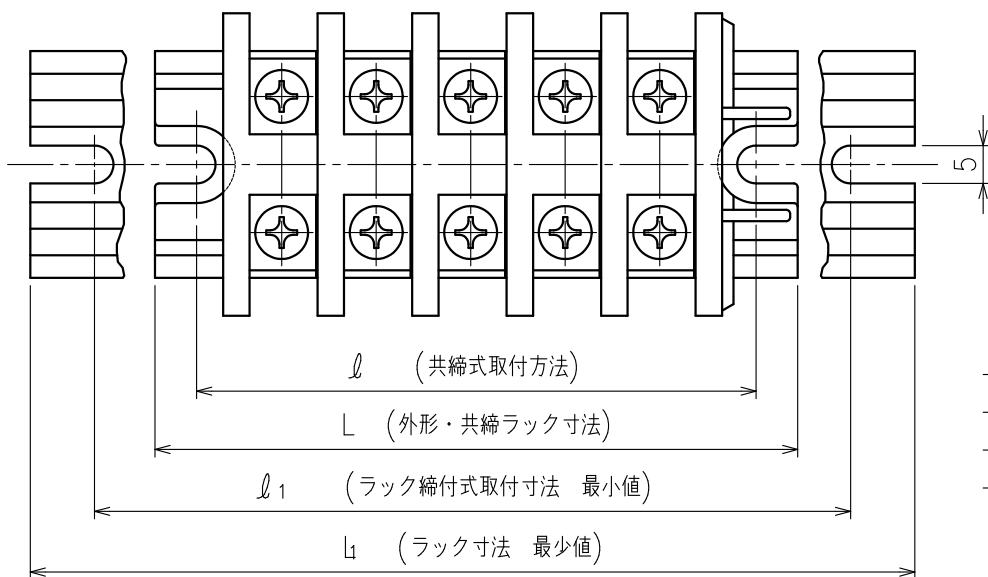 5
ℓ (共締式取付方法)
L (外形・共締ラック寸法)
ℓ1 (ラック締付式取付寸法 最小値)
L1 (ラック寸法 最少値)